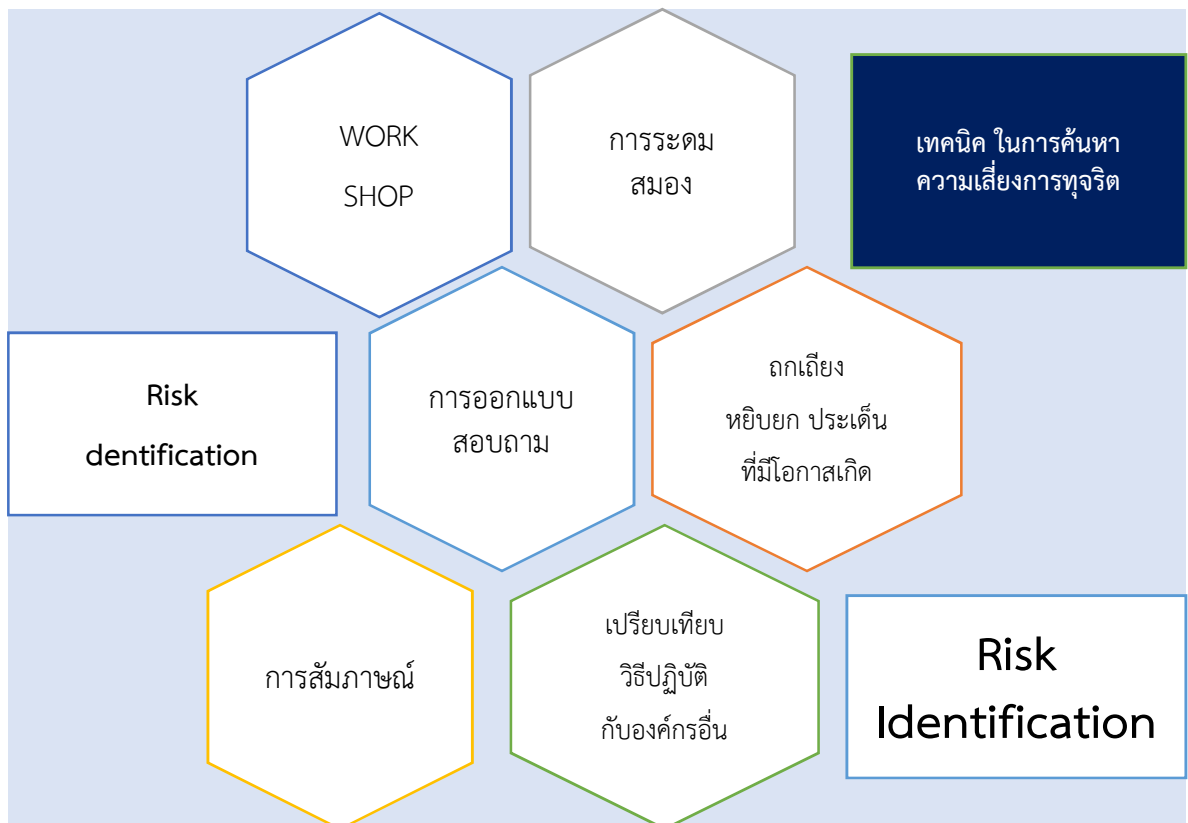 WORK
SHOP
การระดม
สมอง
เทคนิค ในการค้นหา
ความเสี่ยงการทุจริต
Risk
dentification
การออกแบบ
สอบถาม
ถกเถียง
หยิบยก ประเด็น
ที่มีโอกาสเกิด
การสัมภาษณ์
เปรียบเทียบ
วิธีปฏิบัติ
กับองค์กรอื่น
Risk
Identification